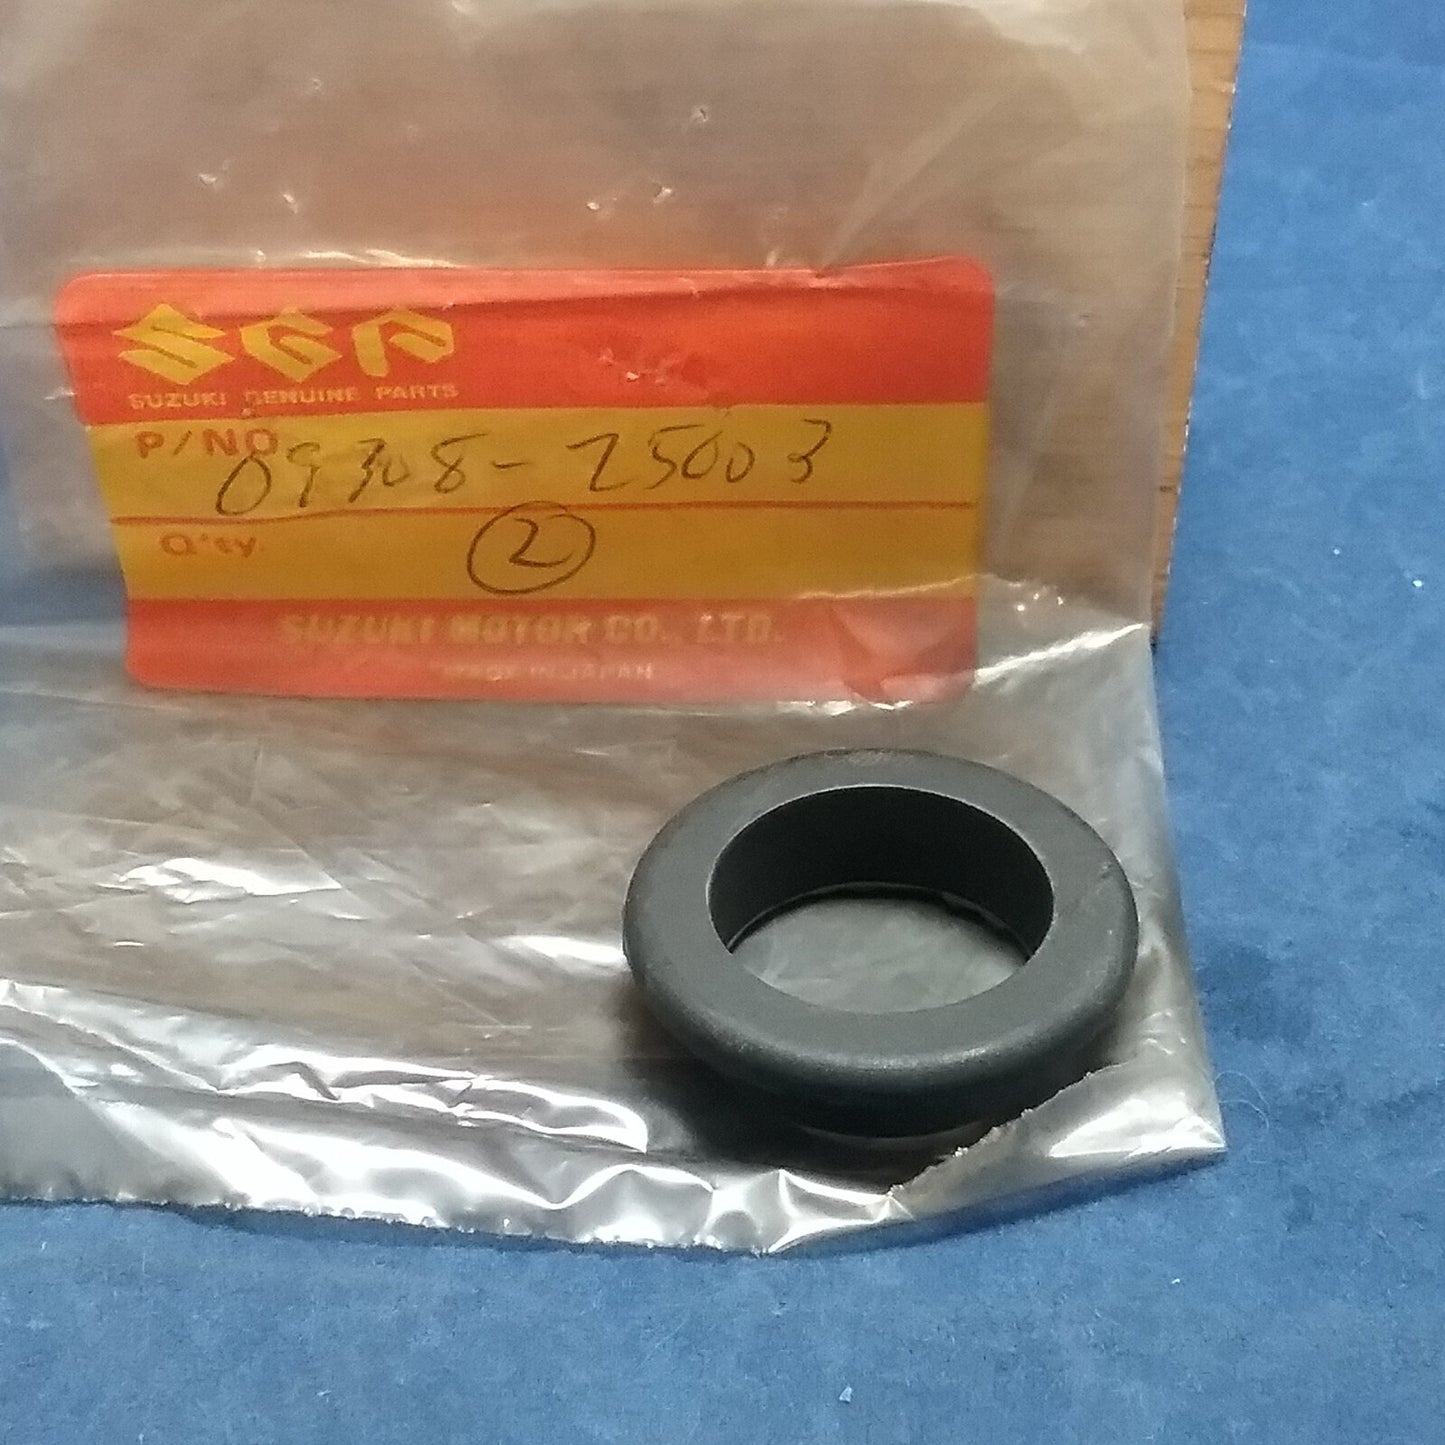 SGP
SUZUKI GENUINE PARTS
P/NO 09308-25003
Q'ty. 2
SUZUKI MOTOR CO., LTD.
MADE IN JAPAN